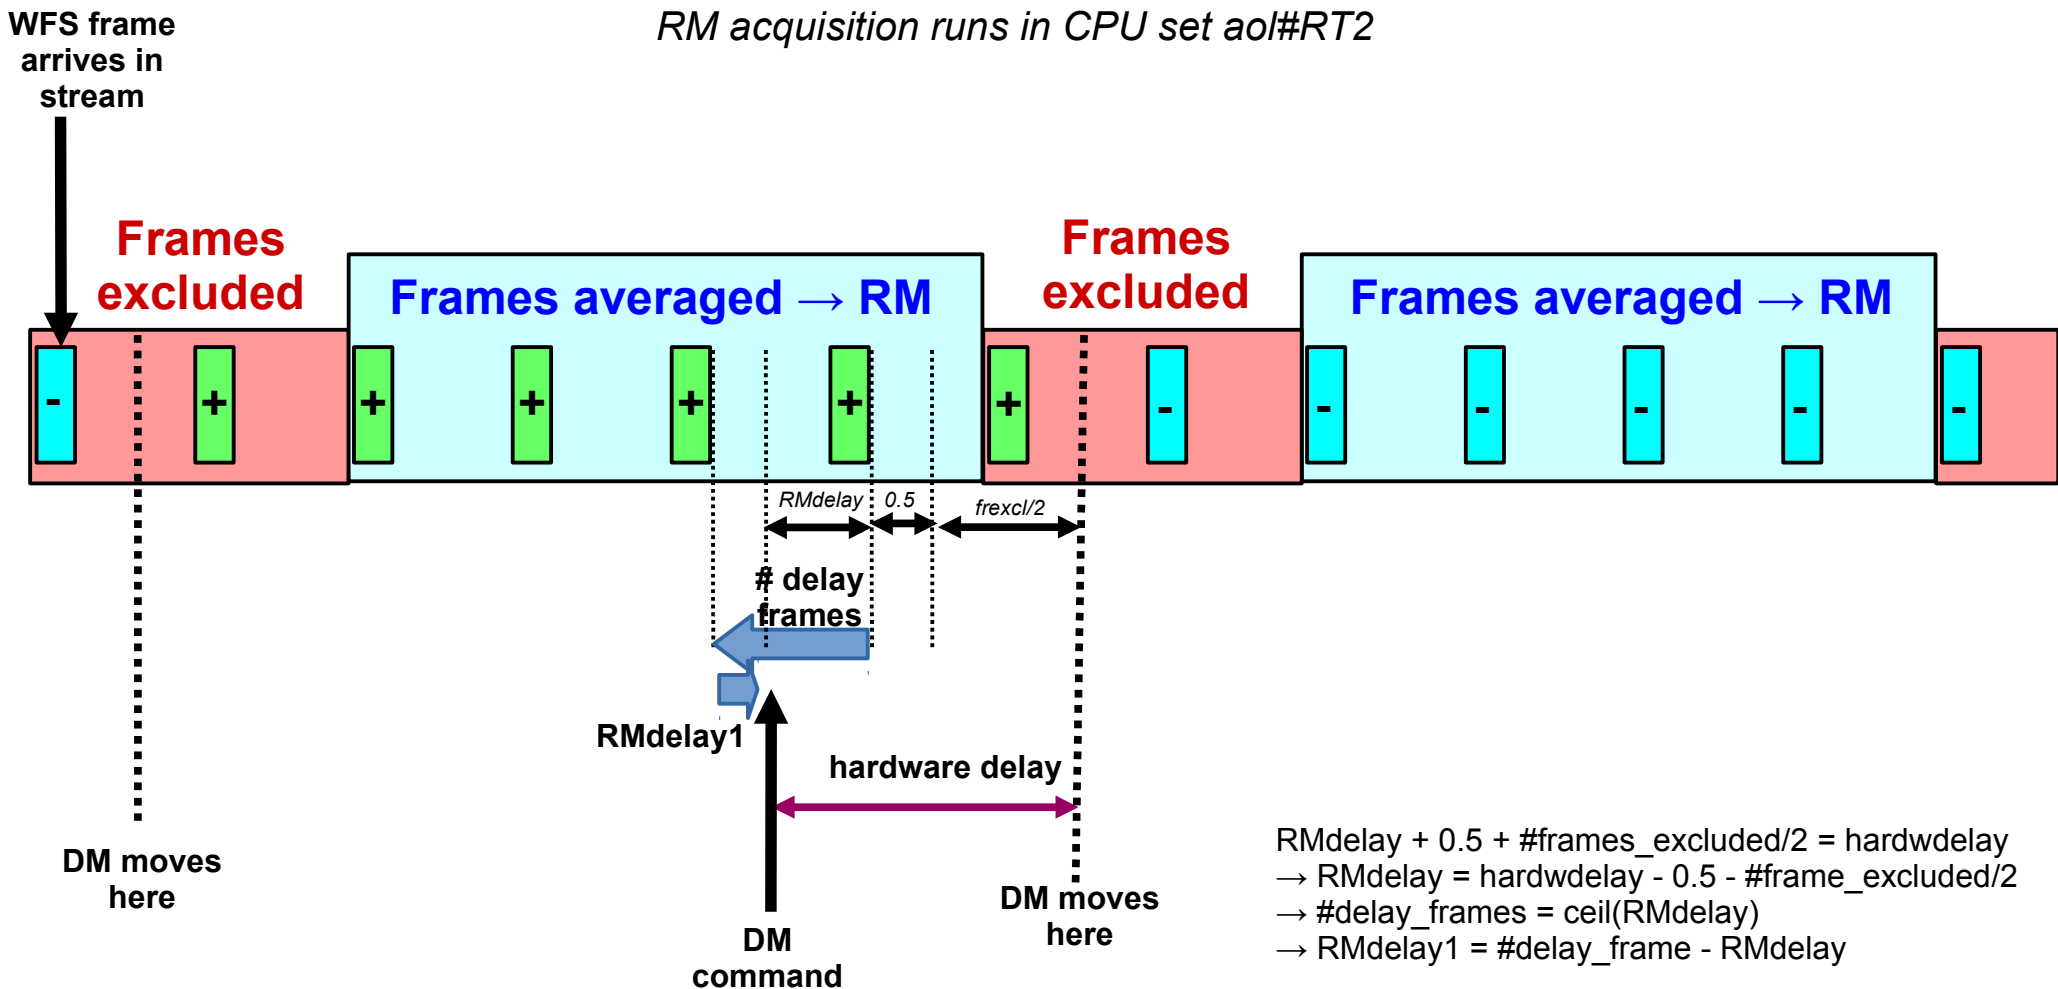 RM acquisition runs in CPU set aol#RT2
WFS frame
arrives in
stream
Frames
excluded
Frames averaged → RM
Frames
excluded
Frames averaged → RM
-
+
+
+
+
+
+
-
-
-
-
-
-
RMdelay
0.5
frexcl/2
# delay
frames
RMdelay1
hardware delay
DM moves
here
DM
command
DM moves
here
RMdelay + 0.5 + #frames_excluded/2 = hardwdelay
→ RMdelay = hardwdelay - 0.5 - #frame_excluded/2
→ #delay_frames = ceil(RMdelay)
→ RMdelay1 = #delay_frame - RMdelay